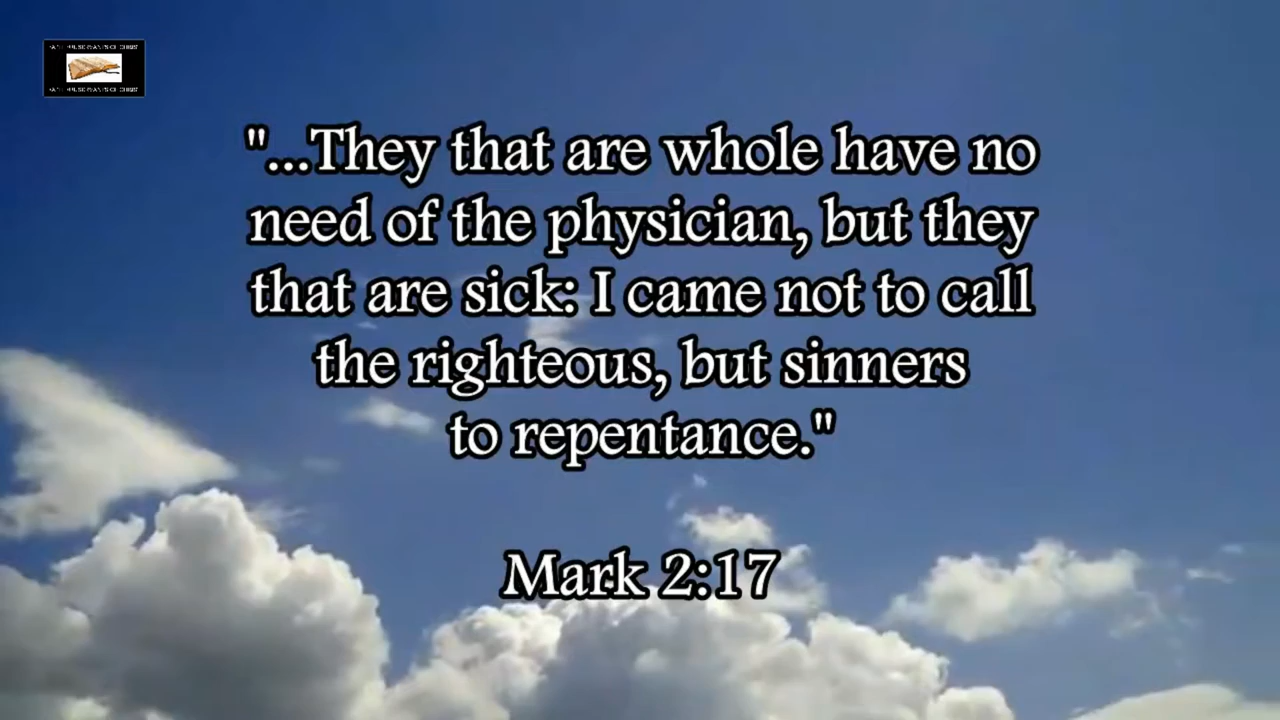 "...They that are whole have no
need of the physician, but they
that are sick: I came not to call
the righteous, but sinners
to repentance."
Mark 2:17